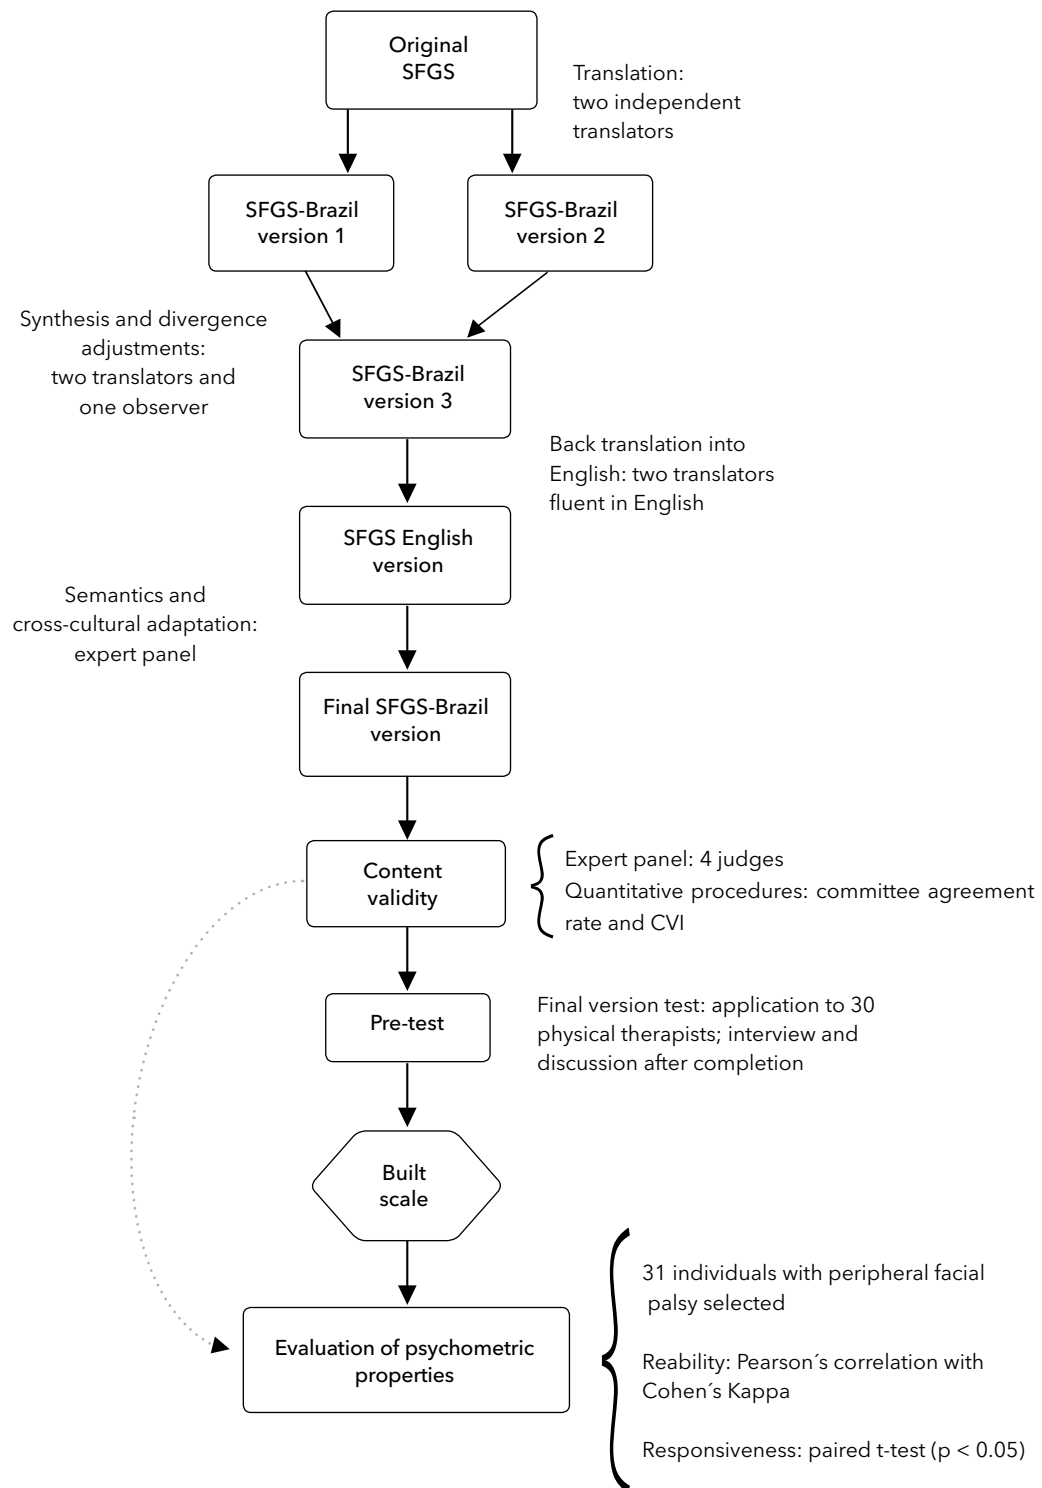 Original
SFGS
Translation:
two independent
translators
SFGS-Brazil
version 1
SFGS-Brazil
version 2
Synthesis and divergence
adjustments:
two translators and
one observer
SFGS-Brazil
version 3
Back translation into
English: two translators
fluent in English
SFGS English
version
Semantics and
cross-cultural adaptation:
expert panel
Final SFGS-Brazil
version
Content
validity
Expert panel: 4 judges
Quantitative procedures: committee agreement
rate and CVI
Pre-test
Final version test: application to 30
physical therapists; interview and
discussion after completion
Built
scale
Evaluation of psychometric
properties
31 individuals with peripheral facial
palsy selected
Reability: Pearson´s correlation with
Cohen´s Kappa
Responsiveness: paired t-test (p < 0.05)